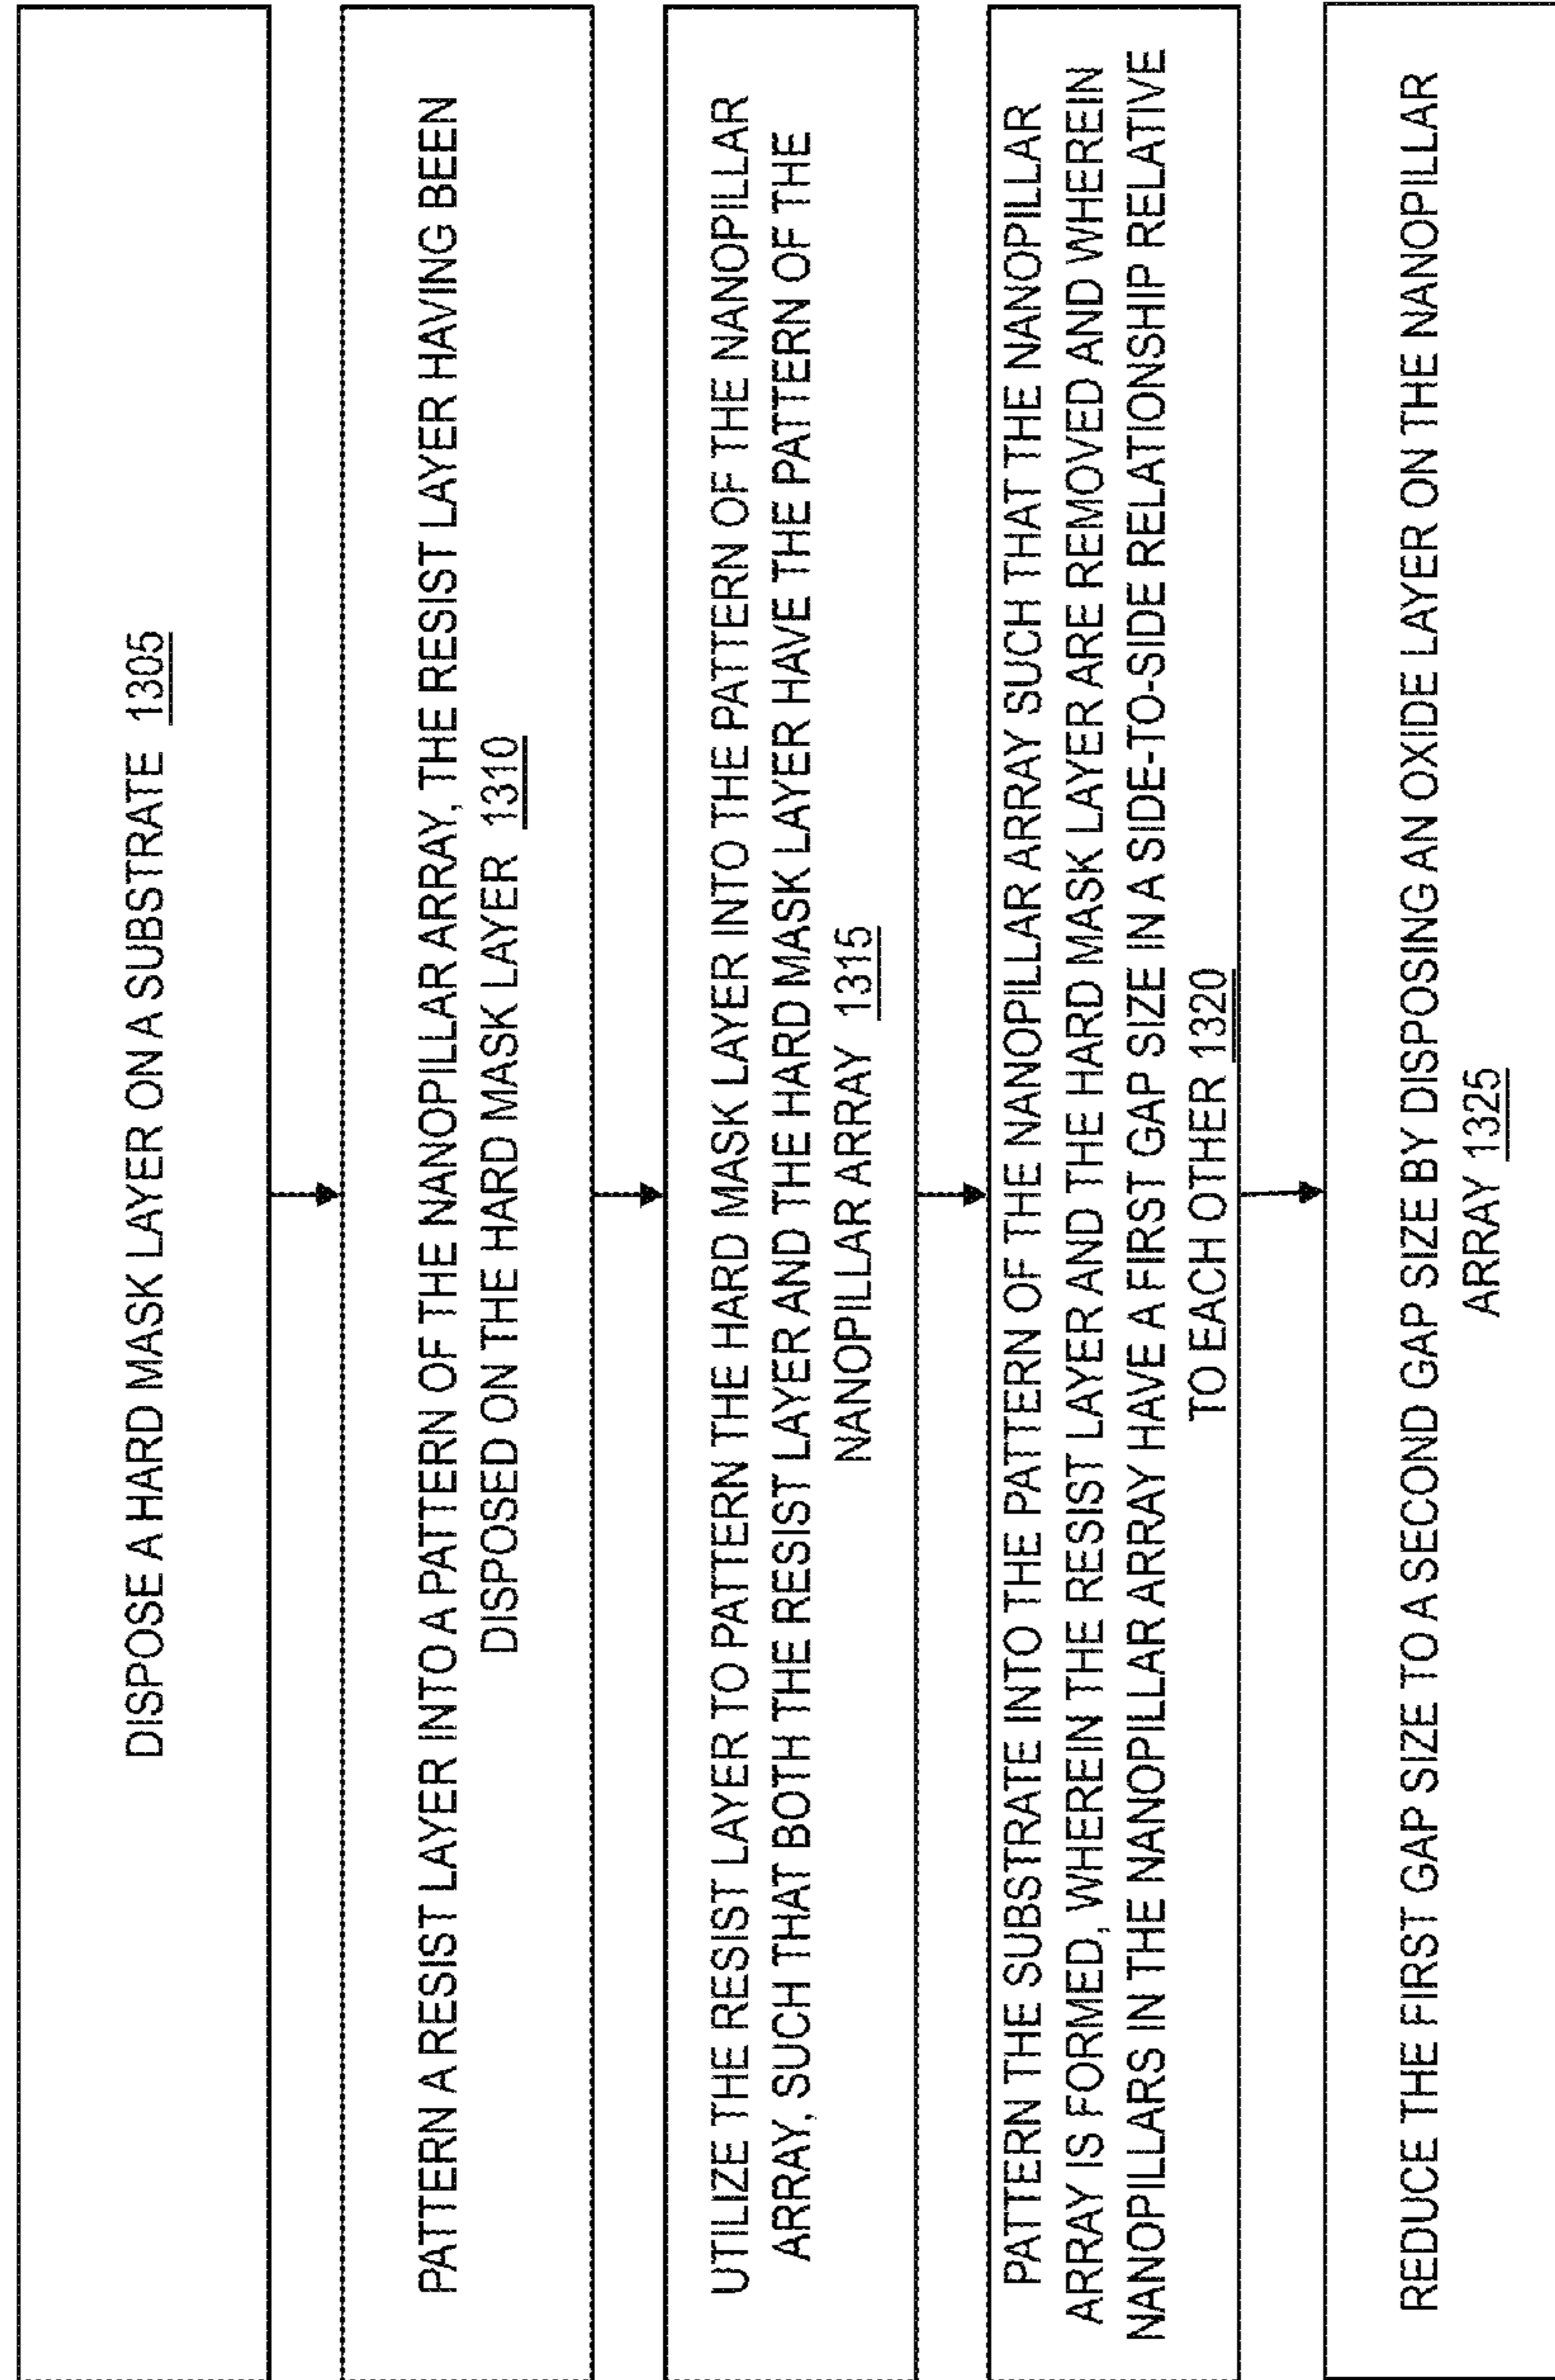 DISPOSE A HARD MASK LAYER ON A SUBSTRATE 1305
PATTERN A RESIST LAYER INTO A PATTERN OF THE NANOPILLAR ARRAY, THE RESIST LAYER HAVING BEEN
DISPOSED ON THE HARD MASK LAYER 1310
UTILIZE THE RESIST LAYER TO PATTERN THE HARD MASK LAYER INTO THE PATTERN OF THE NANOPILLAR
ARRAY, SUCH THAT BOTH THE RESIST LAYER AND THE HARD MASK LAYER HAVE THE PATTERN OF THE
NANOPILLAR ARRAY 1315
PATTERN THE SUBSTRATE INTO THE PATTERN OF THE NANOPILLAR ARRAY SUCH THAT THE NANOPILLAR
ARRAY IS FORMED, WHEREIN THE RESIST LAYER AND THE HARD MASK LAYER ARE REMOVED AND WHEREIN
NANOPILLARS IN THE NANOPILLAR ARRAY HAVE A FIRST GAP SIZE IN A SIDE-TO-SIDE RELATIONSHIP RELATIVE
TO EACH OTHER 1320
REDUCE THE FIRST GAP SIZE TO A SECOND GAP SIZE BY DISPOSING AN OXIDE LAYER ON THE NANOPILLAR
ARRAY 1325